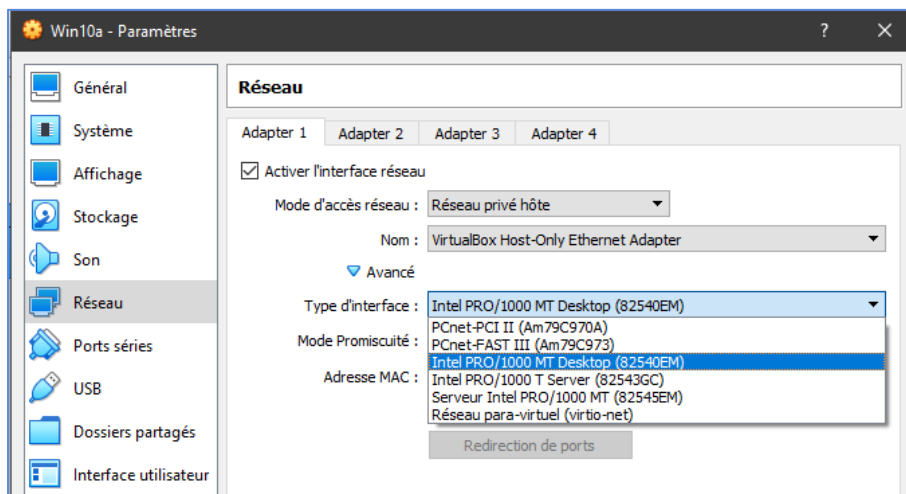 Win10a - Paramètres
?
Général
Système
Affichage
Stockage
Son
Réseau
Ports séries
USB
Dossiers partagés
Interface utilisateur
Réseau
Adapter 1 Adapter 2 Adapter 3 Adapter 4
Activer l'interface réseau
Mode d'accès réseau : Réseau privé hôte
Nom : VirtualBox Host-Only Ethernet Adapter
Avancé
Type d'interface : Intel PRO/1000 MT Desktop (82540EM)
PCnet-PCI II (Am79C970A)
Mode Promiscuité : PCnet-FAST III (Am79C973)
Intel PRO/1000 MT Desktop (82540EM)
Adresse MAC : Intel PRO/1000 T Server (82543GC)
Serveur Intel PRO/1000 MT (82545EM)
Réseau para-virtuel (virtio-net)
Redirection de ports